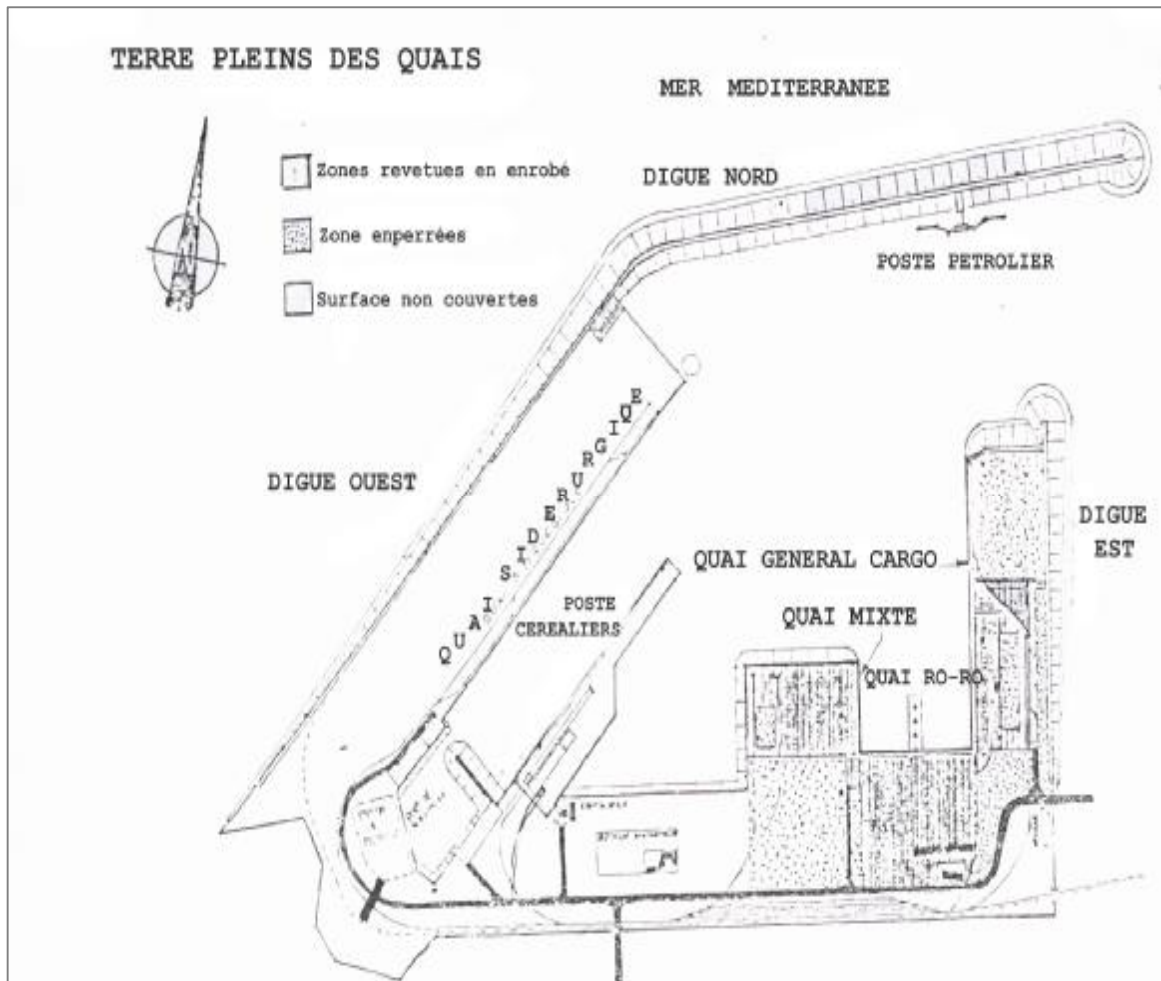 TERRE PLEINS DES QUAIS
MER MEDITERRANEE
Zones revetues en enrobé
DIGUE NORD
Zone enperrées
POSTE PETROLIER
Surface non couvertes
DIGUE OUEST
QUAI SIDERURGIQUE
DIGUE
EST
QUAI GENERAL CARGO
POSTE
CEREALIERS
QUAI MIXTE
QUAI RO-RO